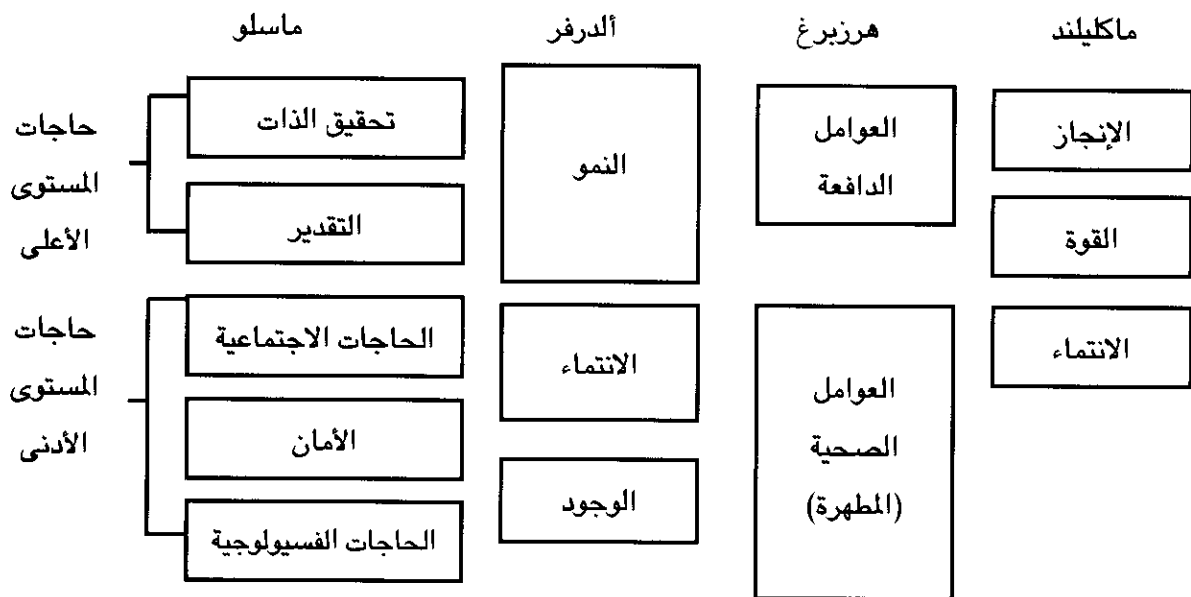 ماكليلند
هرزبرغ
ألدرفر
ماسلو
الإنجاز
القوة
الانتماء
العوامل
الدافعة
العوامل
الصحية
(المطهرة)
النمو
الانتماء
الوجود
تحقيق الذات
التقدير
الحاجات الاجتماعية
الأمان
الحاجات الفسيولوجية
حاجات
المستوى
الأعلى
حاجات
المستوى
الأدنى